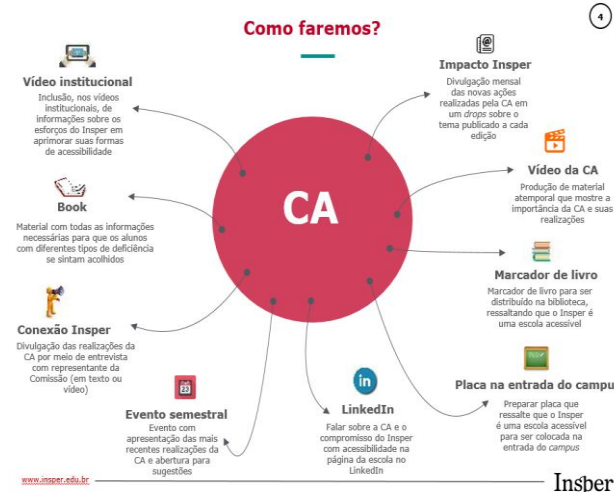 4
Como faremos?
Vídeo institucional
Inclusão, nos vídeos
institucionais, de
informações sobre os
esforços do Insper em
aprimorar suas formas
de acessibilidade
Book
Material com todas as informações
necessárias para que os alunos
com diferentes tipos de deficiência
se sintam acolhidos
Conexão Insper
Divulgação das realizações da
CA por meio de entrevista
com representante da
Comissão (em texto ou
vídeo)
Evento semestral
Evento com
apresentação das mais
recentes realizações da
CA e abertura para
sugestões
CA
in
LinkedIn
Falar sobre a CA e o
compromisso do Insper
com acessibilidade na
página da escola no
LinkedIn
Impacto Insper
Divulgação mensal
das novas ações
realizadas pela CA em
um drops sobre o
tema publicado a cada
edição
Vídeo da CA
Produção de material
atemporal que mostre a
importância da CA e suas
realizações
Marcador de livro
Marcador de livro para ser
distribuído na biblioteca,
ressaltando que o Insper é
uma escola acessível
Placa na entrada do campu
Preparar placa que
ressalte que o Insper
é uma escola acessível
para ser colocada na
entrada do campus
www.insper.edu.br
Insper